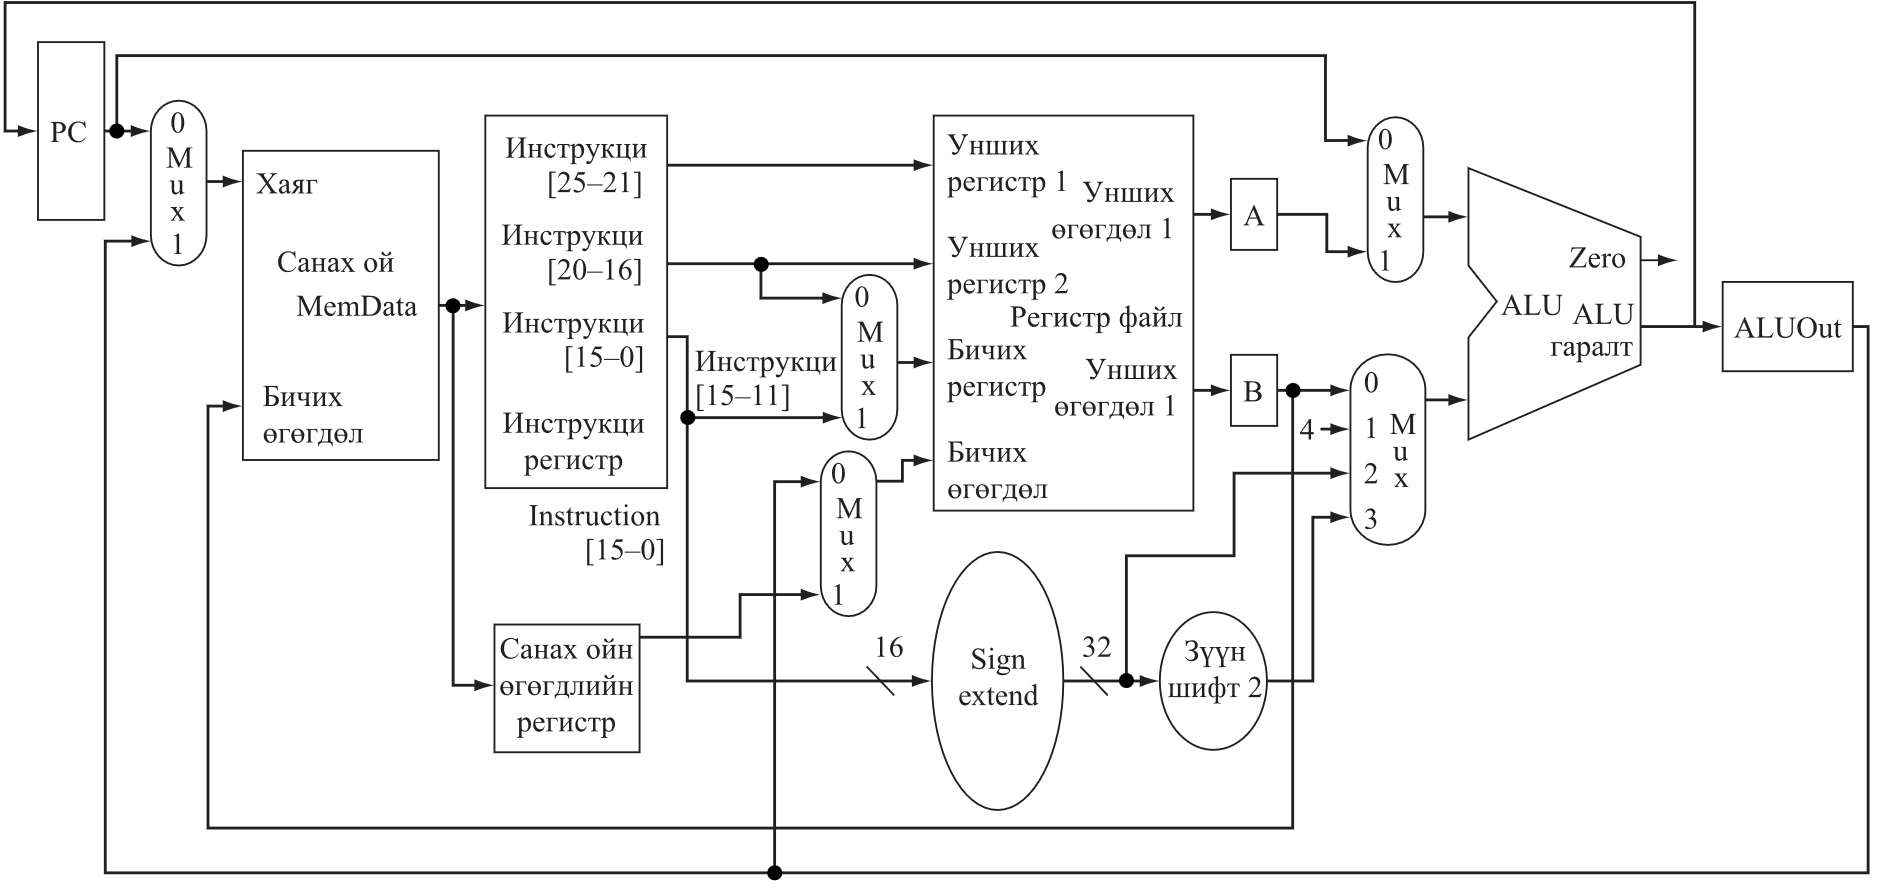 PC
0
M
u
x
1
Хаяг
Санах ой
MemData
Бичих
өгөгдөл
Инструкци
[25–21]
Инструкци
[20–16]
Инструкци
[15–0]
Инструкци
регистр
Instruction
[15–0]
Инструкци
[15–11]
0
M
u
x
1
0
M
u
x
1
Санах ойн
өгөгдлийн
регистр
Унших
регистр 1
Унших
өгөгдөл 1
Унших
регистр 2
Регистр файл
Бичих
регистр
Унших
өгөгдөл 1
Бичих
өгөгдөл
16
Sign
extend
32
Зүүн
шифт 2
A
B
4
0
M
u
x
1
0
1
2
3
M
u
x
Zero
ALU
ALU
гаралт
ALUOut